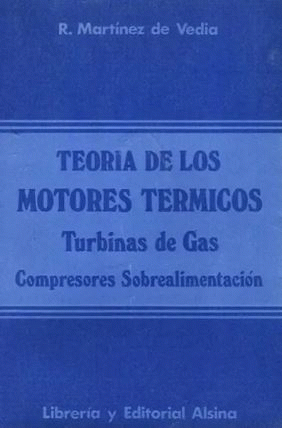 R. Martínez de Vedia
TEORIA DE LOS
MOTORES TERMICOS
Turbinas de Gas
Compresores Sobrealimentación
Librería y Editorial Alsina